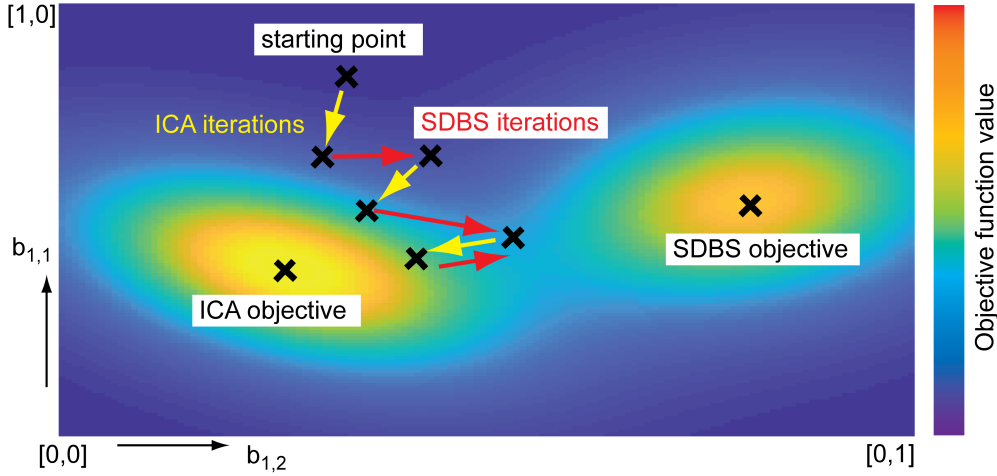 [1,0]
starting point
ICA iterations
SDBS iterations
b1,1
SDBS objective
ICA objective
[0,0]
b1,2
[0,1]
Objective function value